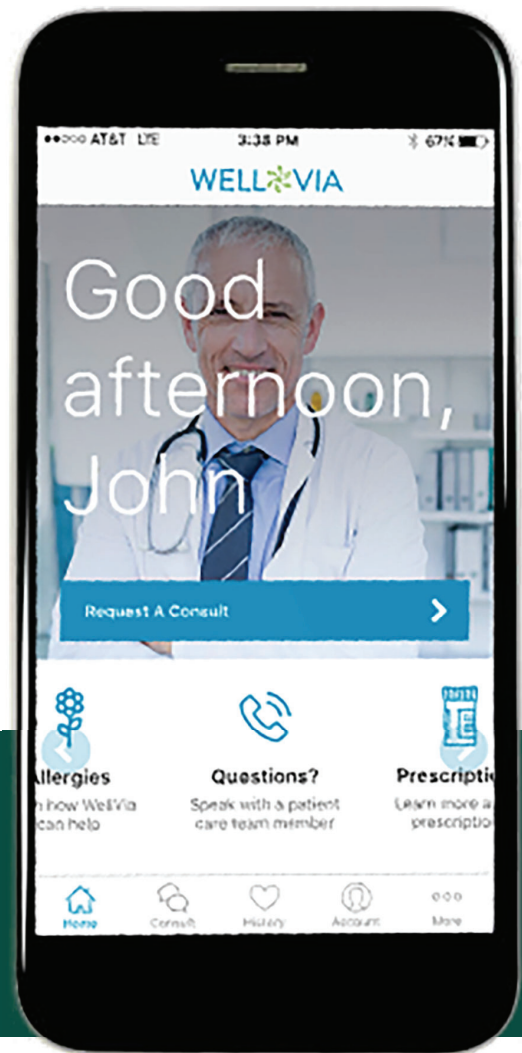 AT&T LTE 3:38 PM 67%
WELLVIA
Good
afternoon,
John
Request A Consult
Allergies Questions? Prescriptio
n how WellVia Speak with a patient Learn more a
can help care team member prescriptio
Home Consult History Account More